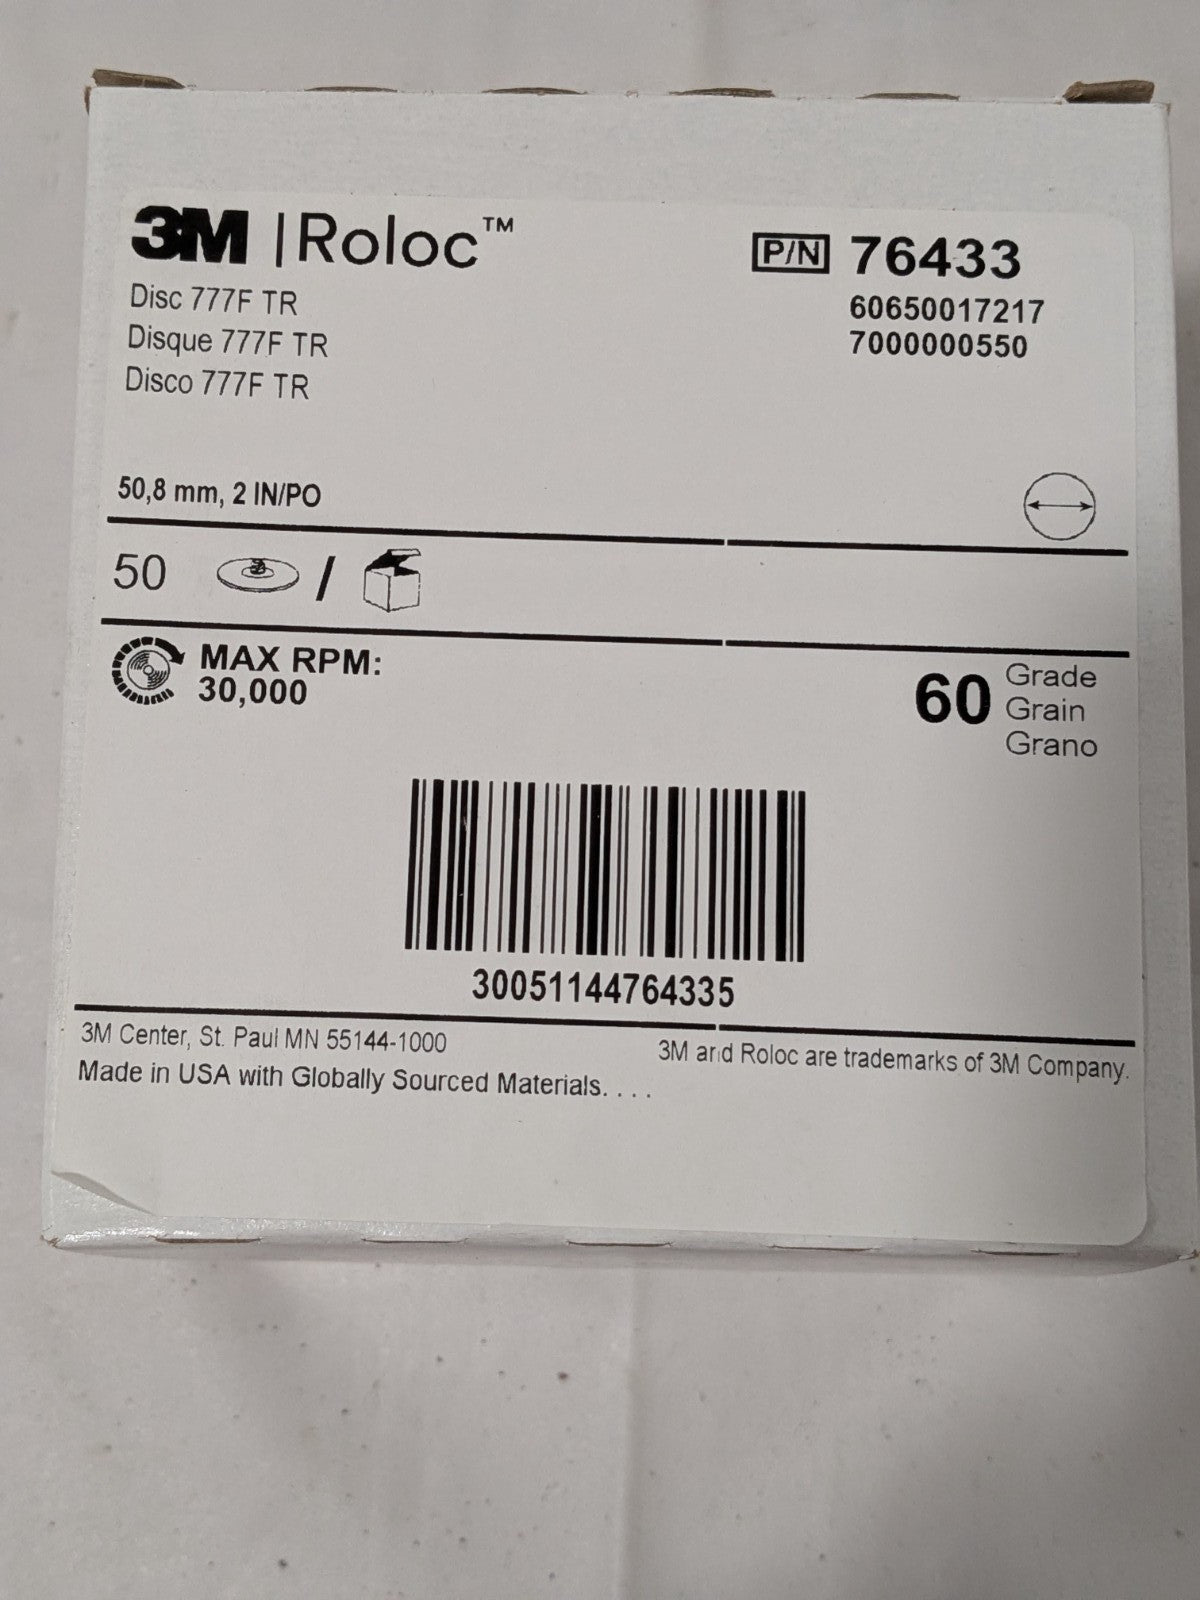 3M | Roloc™
P/N 76433
60650017217
7000000550
Disc 777F TR
Disque 777F TR
Disco 777F TR
50,8 mm, 2 IN/PO
50 /
MAX RPM:
30,000
60 Grade
Grain
Grano
30051144764335
3M Center, St. Paul MN 55144-1000
3M and Roloc are trademarks of 3M Company.
Made in USA with Globally Sourced Materials. . . .